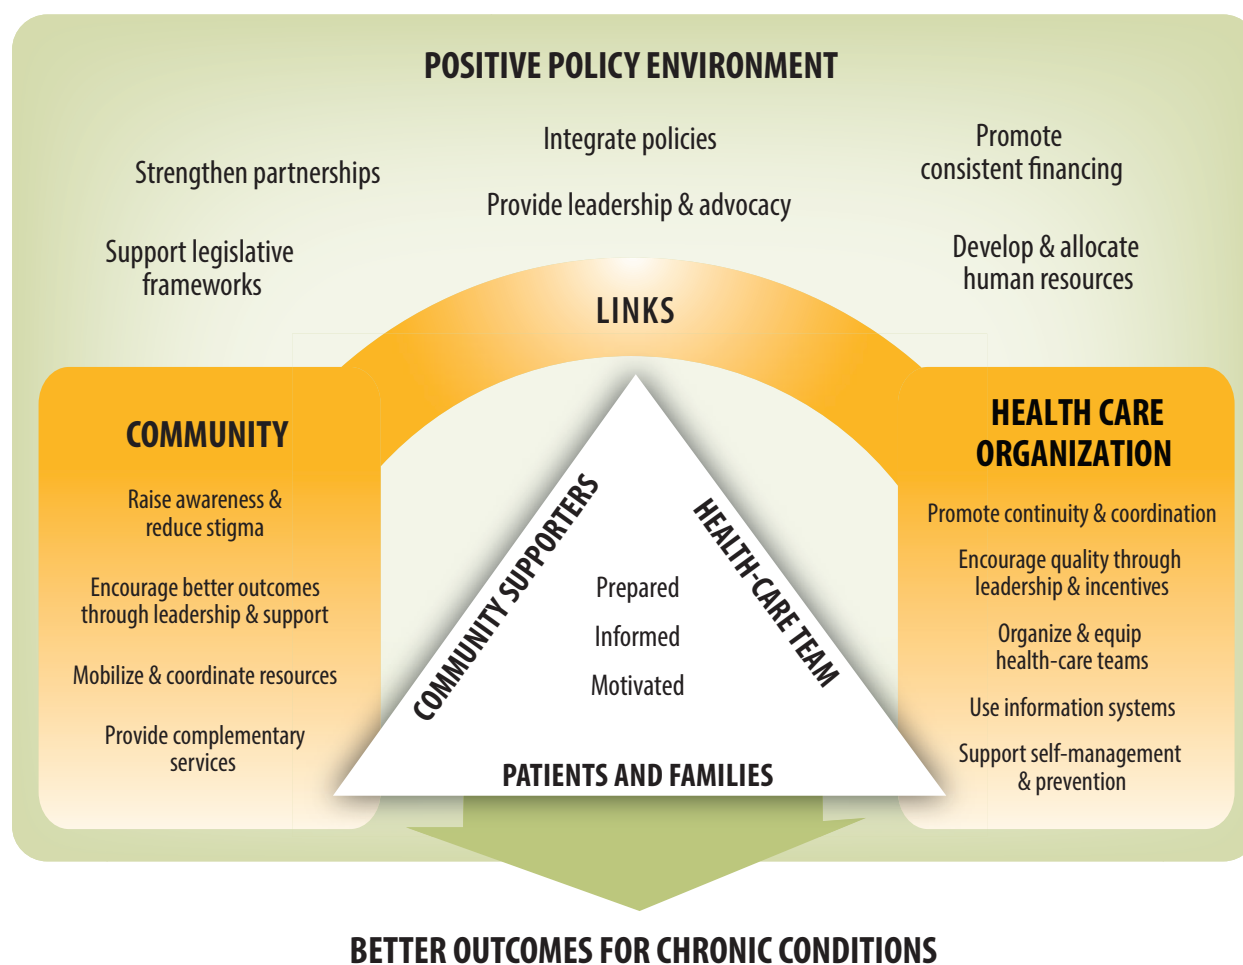 POSITIVE POLICY ENVIRONMENT
Strengthen partnerships
Support legislative
frameworks
Integrate policies
Provide leadership & advocacy
Promote
consistent financing
Develop & allocate
human resources
LINKS
COMMUNITY
Raise awareness &
reduce stigma
Encourage better outcomes
through leadership & support
Mobilize & coordinate resources
Provide complementary
services
COMMUNITY SUPPORTERS
HEALTH-CARE TEAM
Prepared
Informed
Motivated
PATIENTS AND FAMILIES
HEALTH CARE
ORGANIZATION
Promote continuity & coordination
Encourage quality through
leadership & incentives
Organize & equip
health-care teams
Use information systems
Support self-management
& prevention
BETTER OUTCOMES FOR CHRONIC CONDITIONS